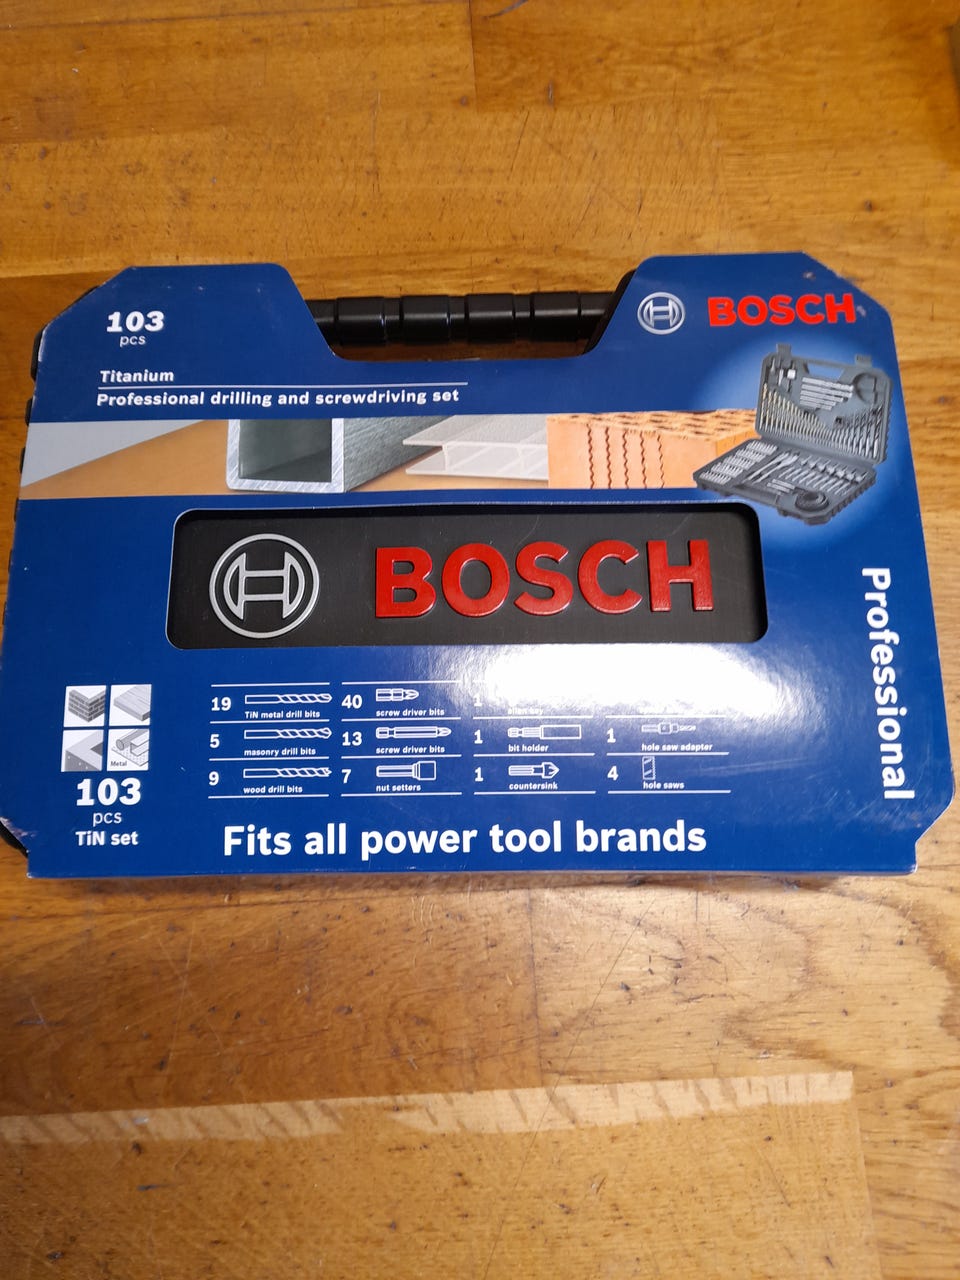 103
pcs
BOSCH
Titanium
Professional drilling and screwdriving set
BOSCH
Professional
19
TiN metal drill bits
40
screw driver bits
1
allen key
5
masonry drill bits
13
screw driver bits
1
bit holder
1
hole saw adapter
9
wood drill bits
7
nut setters
1
countersink
4
hole saws
Metal
103
pcs
TiN set
Fits all power tool brands